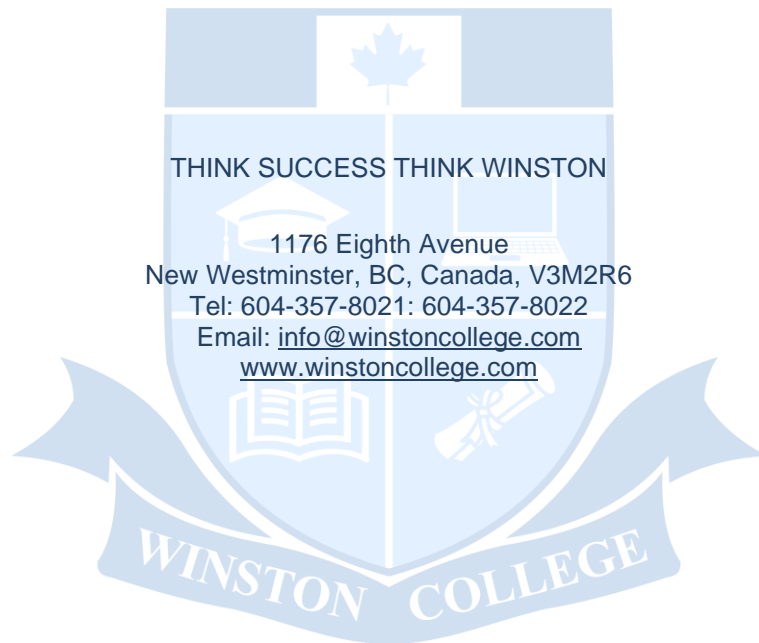 THINK SUCCESS THINK WINSTON
1176 Eighth Avenue
New Westminster, BC, Canada, V3M2R6
Tel: 604-357-8021: 604-357-8022
Email: info@winstoncollege.com
www.winstoncollege.com
WINSTON COLLEGE